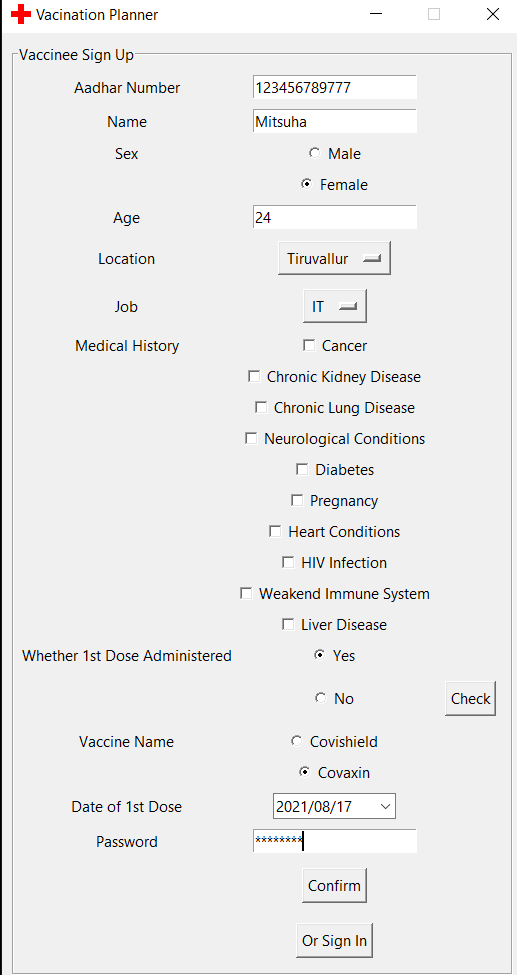 Vacination Planner
Vaccinee Sign Up
Aadhar Number 123456789777
Name Mitsuha
Sex Male
Female
Age 24
Location Tiruvallur
Job IT
Medical History Cancer
Chronic Kidney Disease
Chronic Lung Disease
Neurological Conditions
Diabetes
Pregnancy
Heart Conditions
HIV Infection
Weakend Immune System
Liver Disease
Whether 1st Dose Administered Yes
No Check
Vaccine Name Covishield
Covaxin
Date of 1st Dose 2021/08/17
Password ********
Confirm
Or Sign In